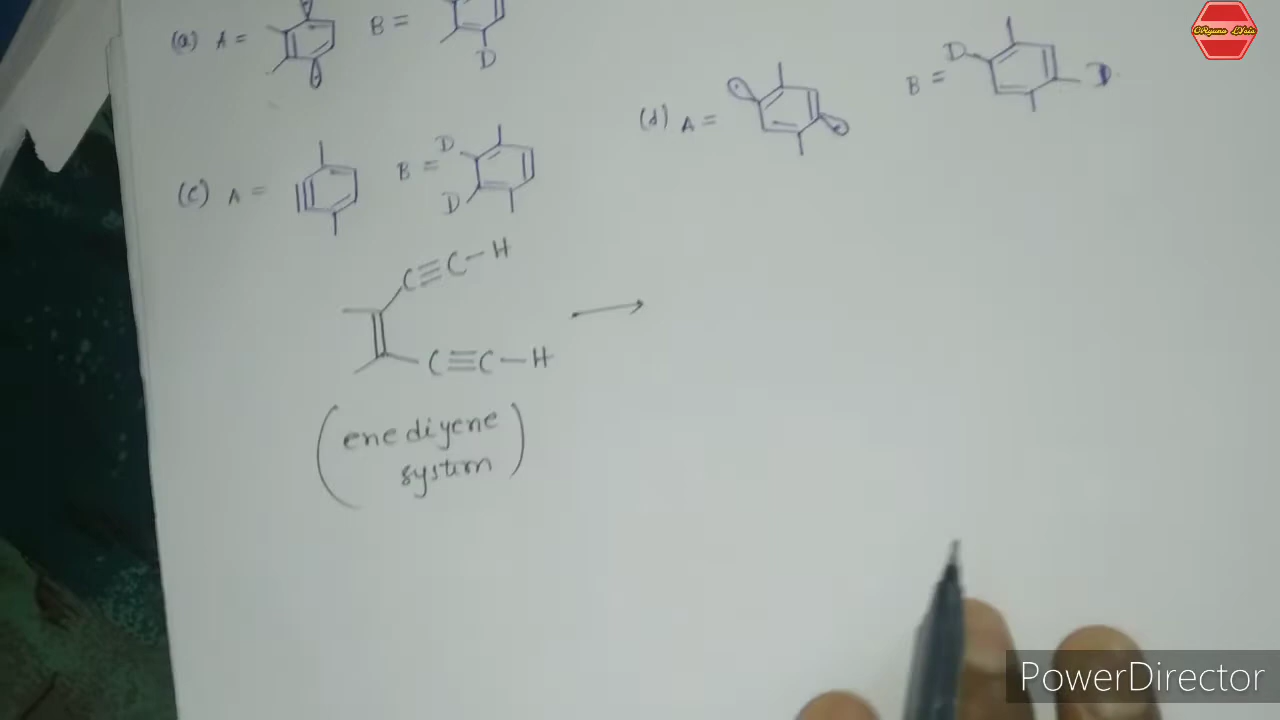 (a) A = B =
D
(d) A = B = D D
(c) A = B = D
D
C≡C-H
C≡C-H
(enediyene
system)
PowerDirector